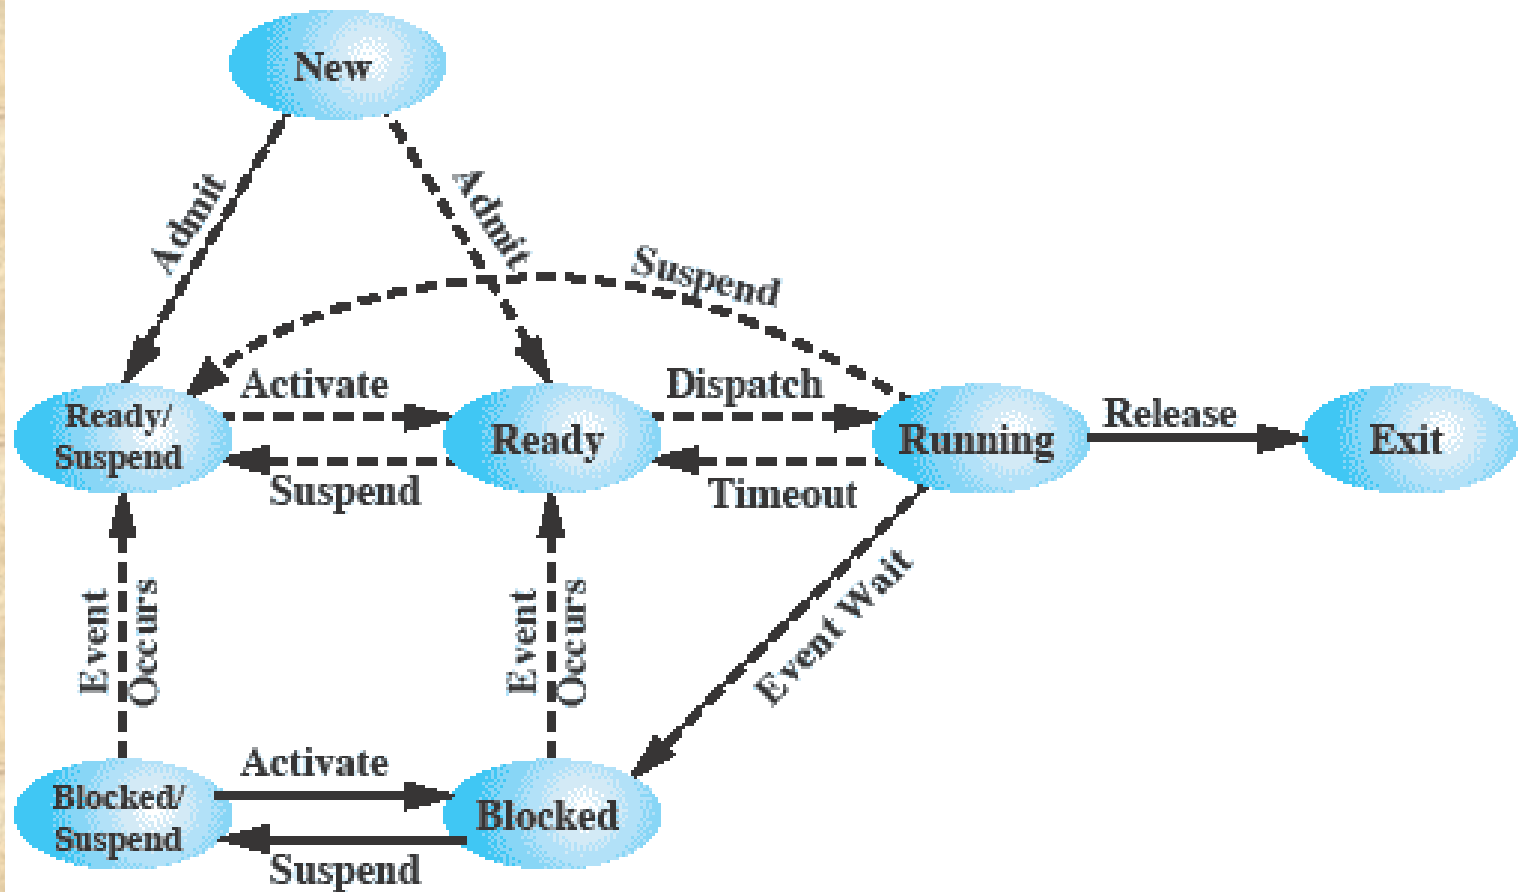 New
Admit
Admit
Suspend
Activate
Dispatch
Release
Ready/
Suspend
Ready
Running
Exit
Suspend
Timeout
Event
Occurs
Event
Occurs
Event Wait
Activate
Blocked/
Suspend
Blocked
Suspend